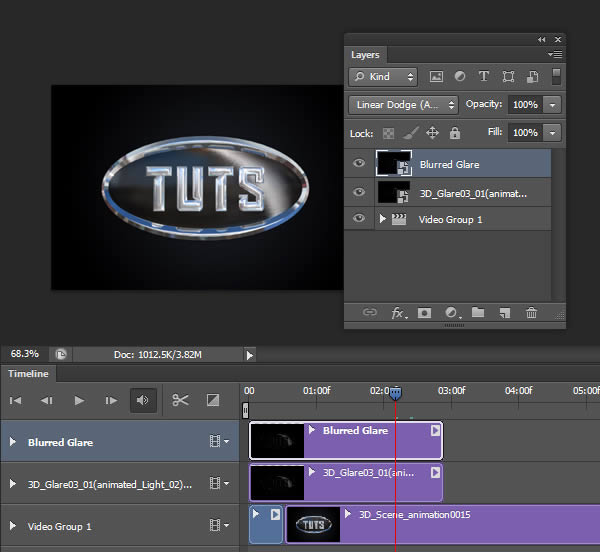 Layers
Kind
T
Linear Dodge (A... Opacity: 100%
Lock: Fill: 100%
Blurred Glare
3D_Glare03_01(animat...
Video Group 1
fx
TUTS
68.3% Doc: 1012.5K/3.82M
Timeline
00 01:00f 02:0 03:00f 04:00f 05:00
Blurred Glare Blurred Glare
3D_Glare03_01(animated_Light_02)... 3D_Glare03_01(ani...
Video Group 1 TUTS 3D_Scene_animation0015